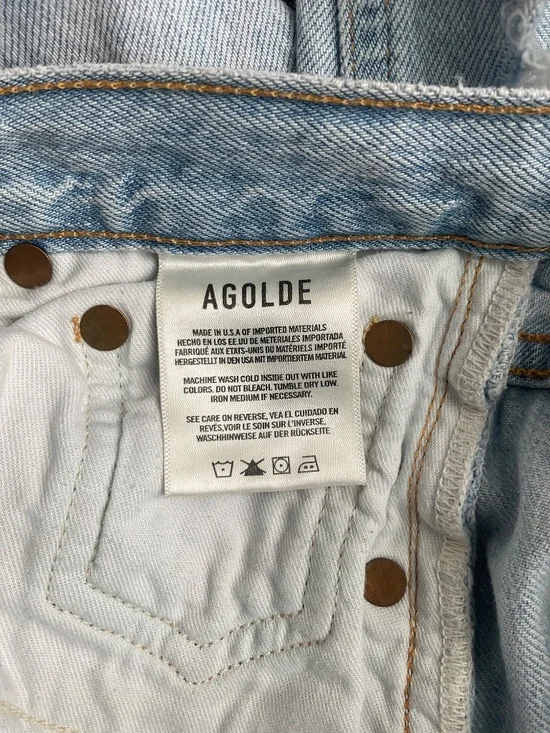 AGOLDE
MADE IN U.S.A OF IMPORTED MATERIALS
HECHO EN LOS EE UU DE METERIALES IMPORTADA
FABRIQUÉ AUX ETATS-UNIS DU MATÉRIELS IMPORTÉ
HERGESTELLT IN DEN USA MIT IMPORTIERTEM MATERIAL
MACHINE WASH COLD INSIDE OUT WITH LIKE
COLORS. DO NOT BLEACH. TUMBLE DRY LOW.
IRON MEDIUM IF NECESSARY.
SEE CARE ON REVERSE, VEA EL CUIDADO EN
REVÉS,VOIR LE SOIN SUR L'INVERSE,
WASCHHINWEISE AUF DER RÜCKSEITE